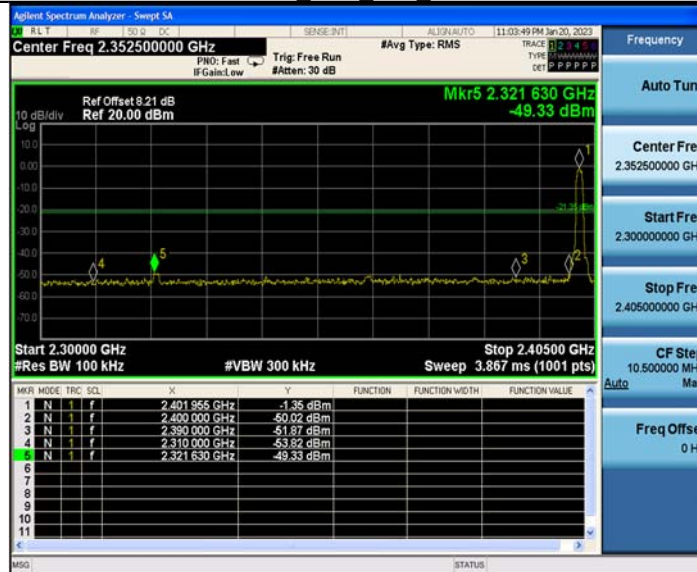 Agilent Spectrum Analyzer - Swept SA
RLT RF 50 Ω DC SENSE:INT ALIGN AUTO 11:03:49 PM Jan 20, 2023
Center Freq 2.352500000 GHz #Avg Type: RMS TRACE 1 2 3 4 5 6
PNO: Fast Trig: Free Run TYPE
IFGain:Low #Atten: 30 dB DET P P P P P P
Mkr5 2.321 630 GHz
Ref Offset 8.21 dB
10 dB/div Ref 20.00 dBm -49.33 dBm
Log
10.0
0.00
-10.0
-20.0
-21.35 dBm
-30.0
-40.0
-50.0
-60.0
-70.0
1
2
3
4
5
Start 2.30000 GHz Stop 2.40500 GHz
#Res BW 100 kHz #VBW 300 kHz Sweep 3.867 ms (1001 pts)
MKR MODE TRC SCL X Y FUNCTION FUNCTION WIDTH FUNCTION VALUE
1 N 1 f 2.401 955 GHz -1.35 dBm
2 N 1 f 2.400 000 GHz -50.02 dBm
3 N 1 f 2.390 000 GHz -51.87 dBm
4 N 1 f 2.310 000 GHz -53.82 dBm
5 N 1 f 2.321 630 GHz -49.33 dBm
6
7
8
9
10
11
MSG STATUS
Frequency
Auto Tun
Center Fre
2.352500000 GH
Start Fre
2.300000000 GH
Stop Fre
2.405000000 GH
CF Ste
10.500000 MH
Auto Ma
Freq Offse
0 H